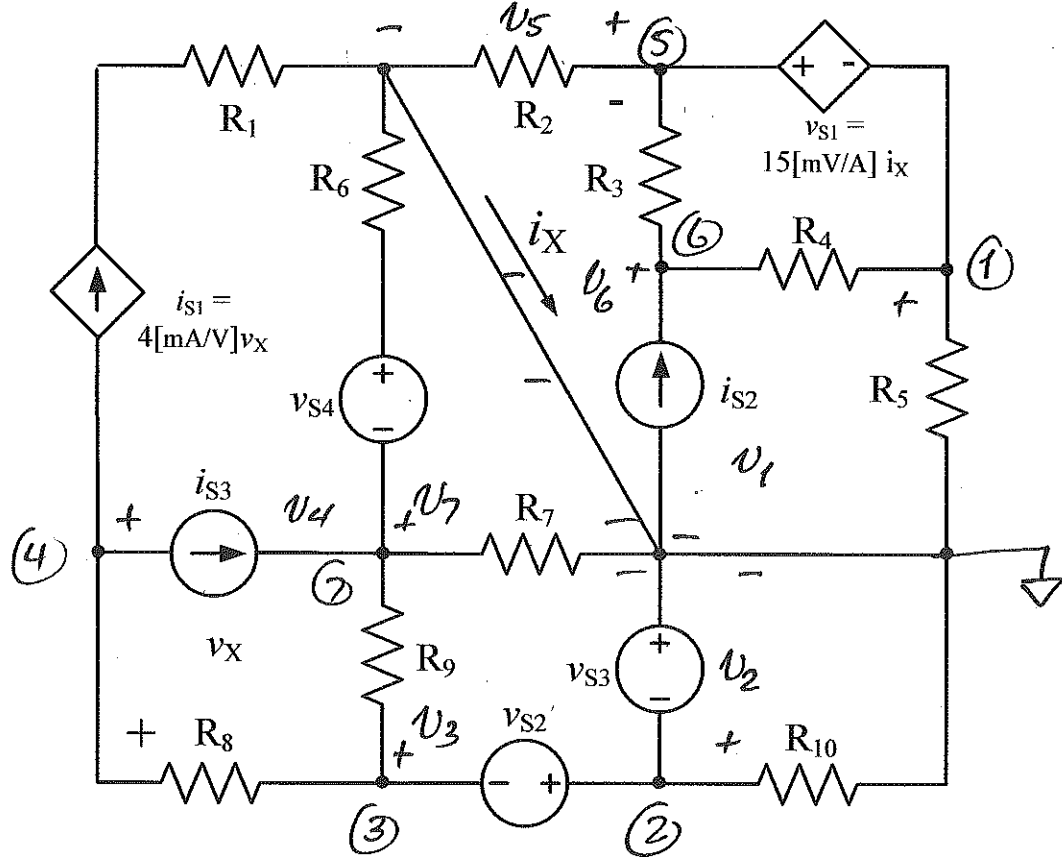 − v5 + ⑤
R1
R2
−
+ -
vS1 =
15[mV/A] iX
R6
R3
iX
⑥
R4
①
v6 +
+
−
iS1 =
4[mA/V]vX
−
+
vS4
−
iS2
R5
v1
iS3
+ v4
+ v7
R7
− −
④
⑦
− −
vX
R9
+
vS3
−
v2
+
R8
+ v3
vS2
− +
+
R10
③
②